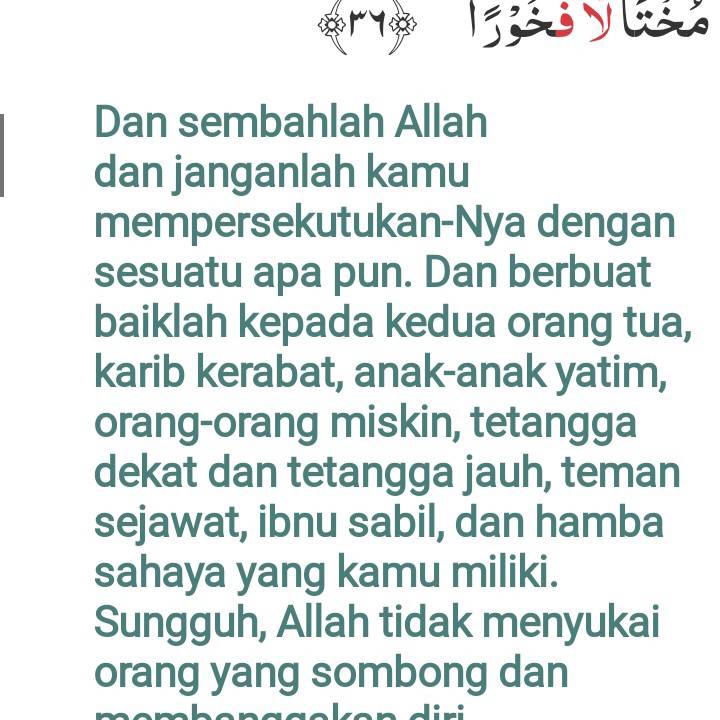 مُخْتَالًا فَخُوْرًا ﴿٣٦﴾
Dan sembahlah Allah
dan janganlah kamu
mempersekutukan-Nya dengan
sesuatu apa pun. Dan berbuat
baiklah kepada kedua orang tua,
karib kerabat, anak-anak yatim,
orang-orang miskin, tetangga
dekat dan tetangga jauh, teman
sejawat, ibnu sabil, dan hamba
sahaya yang kamu miliki.
Sungguh, Allah tidak menyukai
orang yang sombong dan
membanggakan diri